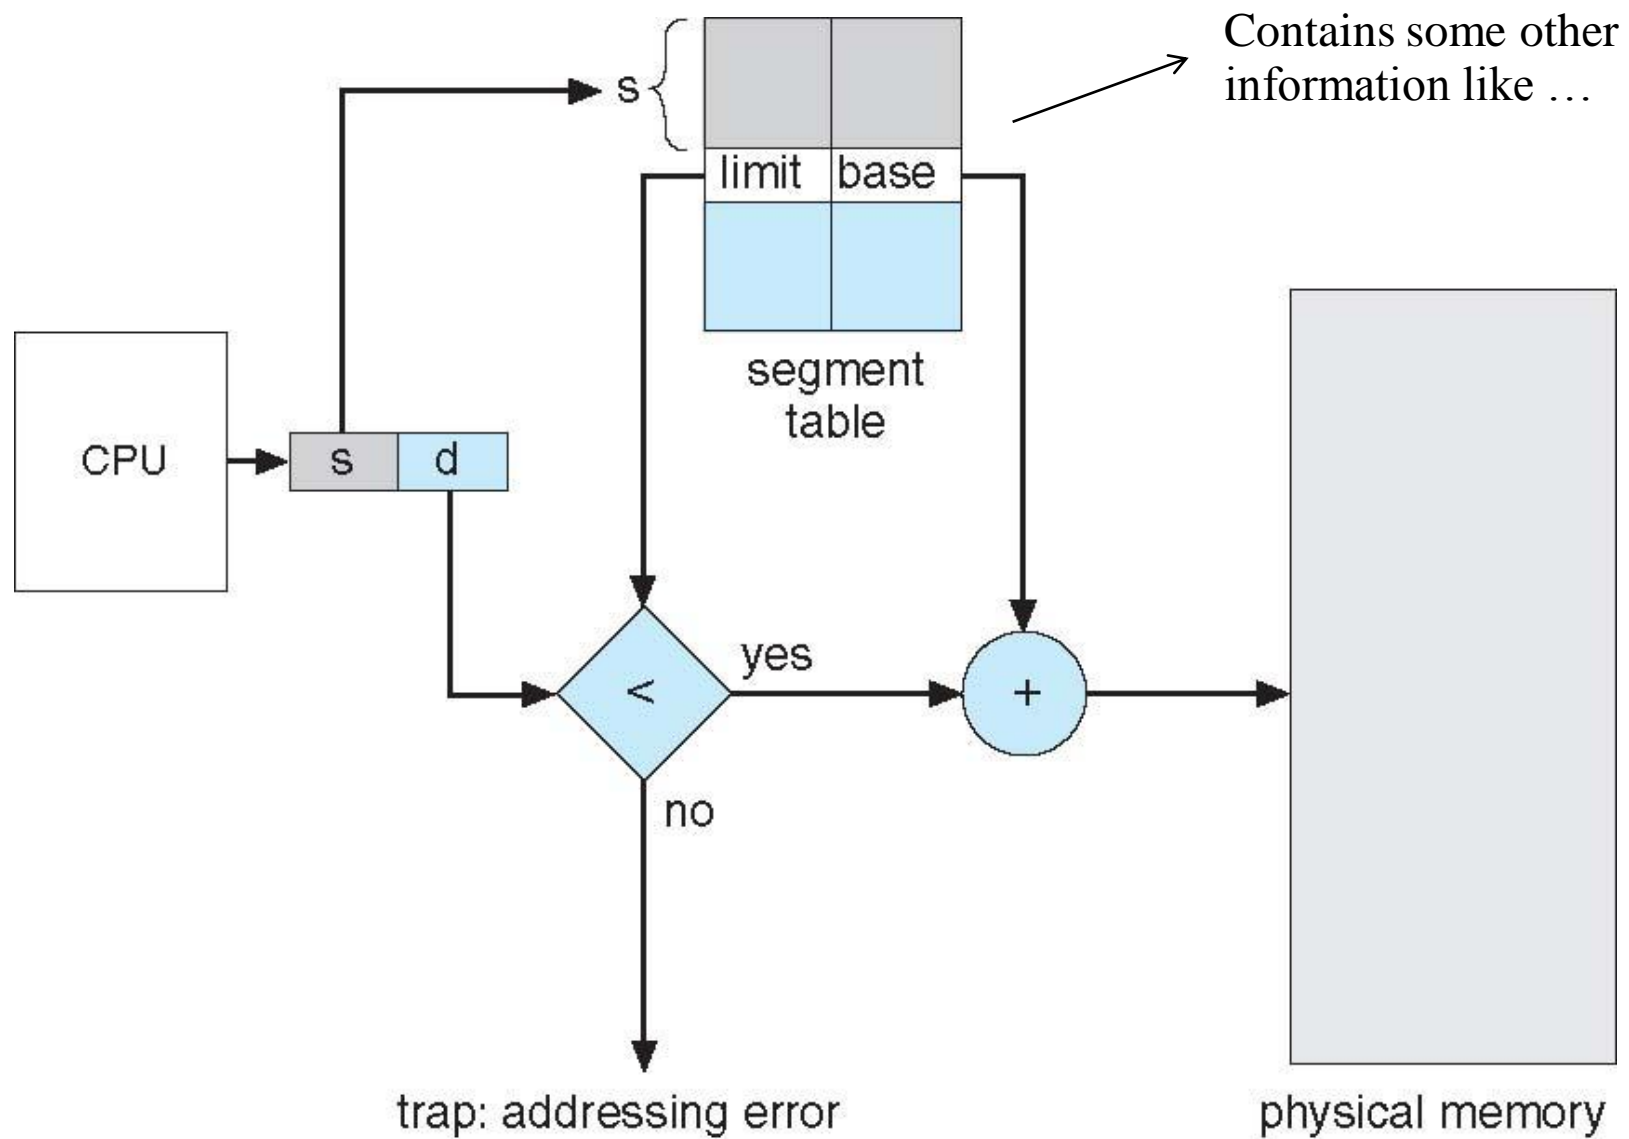 Contains some other
information like …
s
limit
base
segment
table
CPU
s
d
<
yes
+
no
trap: addressing error
physical memory